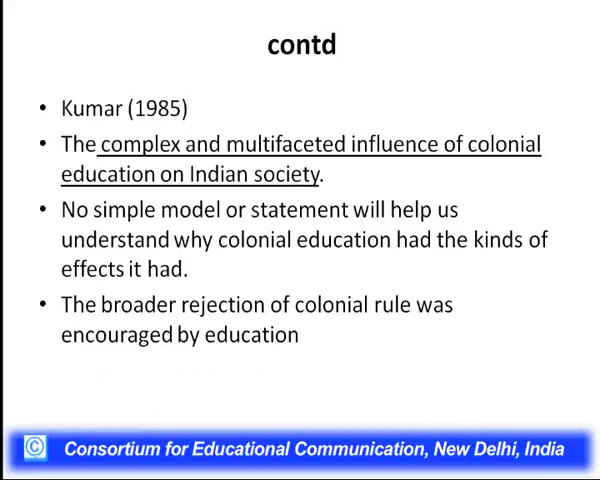 contd
• Kumar (1985)
• The complex and multifaceted influence of colonial
education on Indian society.
• No simple model or statement will help us
understand why colonial education had the kinds of
effects it had.
• The broader rejection of colonial rule was
encouraged by education
© Consortium for Educational Communication, New Delhi, India